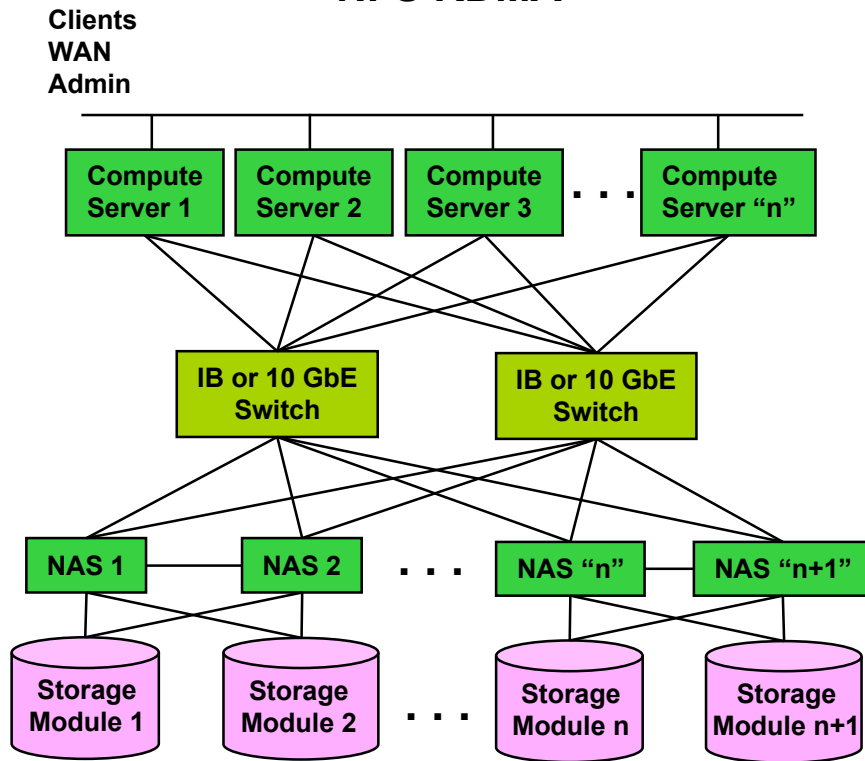 Clients
WAN
Admin
Compute
Server 1
Compute
Server 2
Compute
Server 3
. . .
Compute
Server “n”
IB or 10 GbE
Switch
IB or 10 GbE
Switch
NAS 1
NAS 2
. . .
NAS “n”
NAS “n+1”
Storage
Module 1
Storage
Module 2
. . .
Storage
Module n
Storage
Module n+1